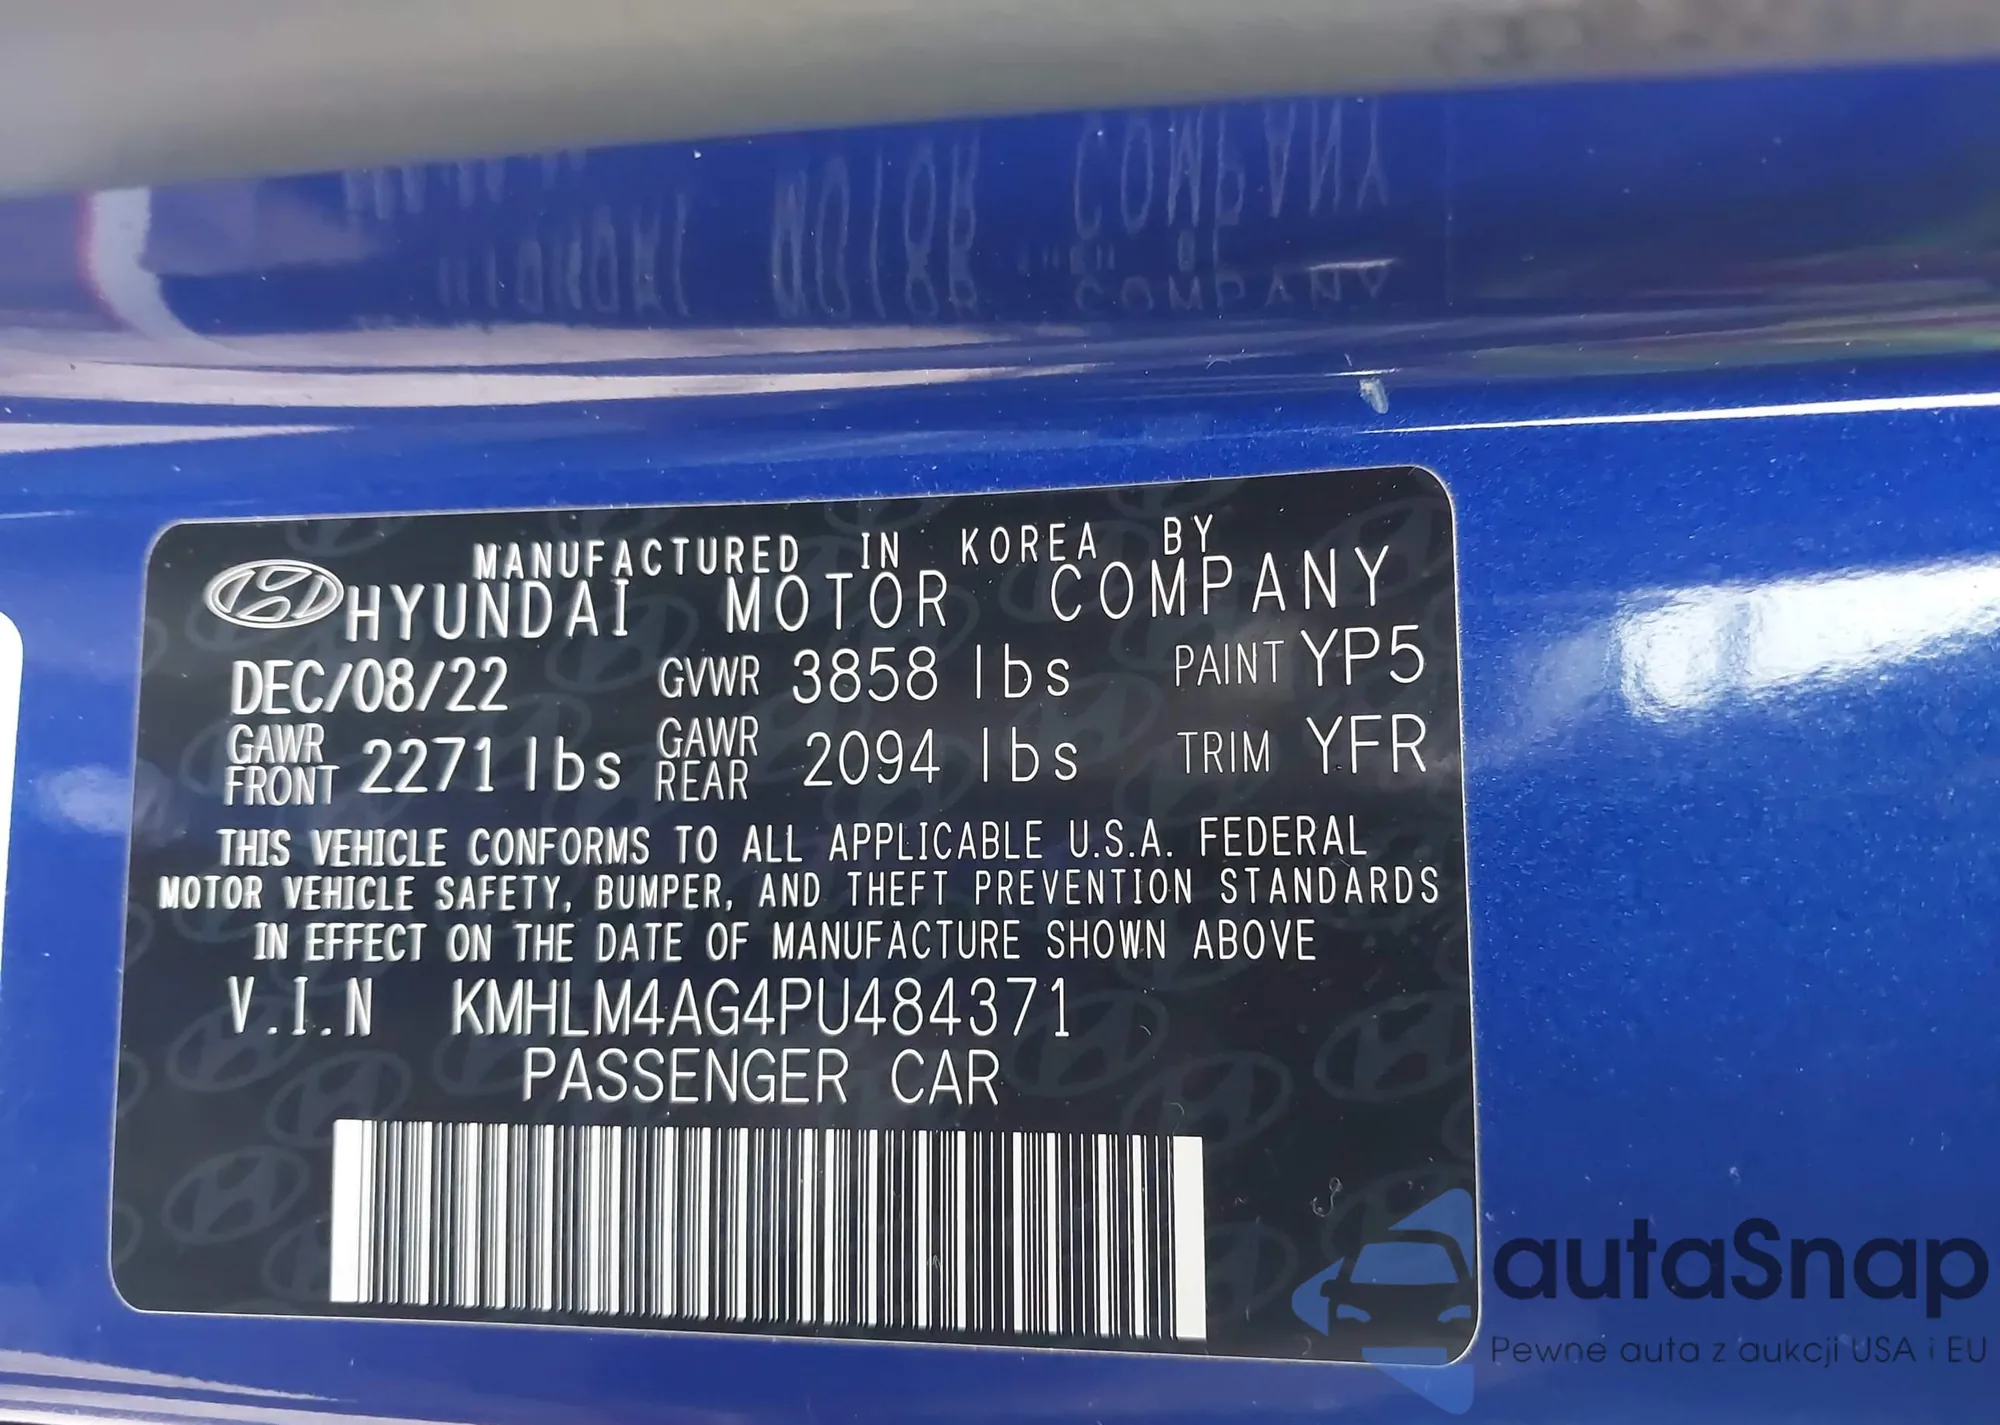 MANUFACTURED IN KOREA BY
HYUNDAI MOTOR COMPANY
DEC/08/22 GVWR 3858 lbs PAINT YP5
GAWR FRONT 2271 lbs GAWR REAR 2094 lbs TRIM YFR
THIS VEHICLE CONFORMS TO ALL APPLICABLE U.S.A. FEDERAL
MOTOR VEHICLE SAFETY, BUMPER, AND THEFT PREVENTION STANDARDS
IN EFFECT ON THE DATE OF MANUFACTURE SHOWN ABOVE
V.I.N KMHLM4AG4PU484371
PASSENGER CAR
autaSnap
Pewne auta z aukcji USA i EU